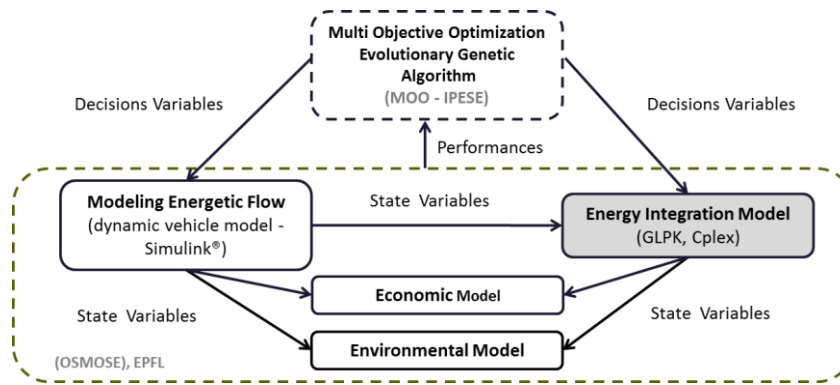 Multi Objective Optimization
Evolutionary Genetic
Algorithm
(MOO - IPESE)
Decisions Variables
Decisions Variables
Performances
Modeling Energetic Flow
(dynamic vehicle model -
Simulink®)
State Variables
Energy Integration Model
(GLPK, Cplex)
Economic Model
State Variables
State Variables
Environmental Model
(OSMOSE), EPFL